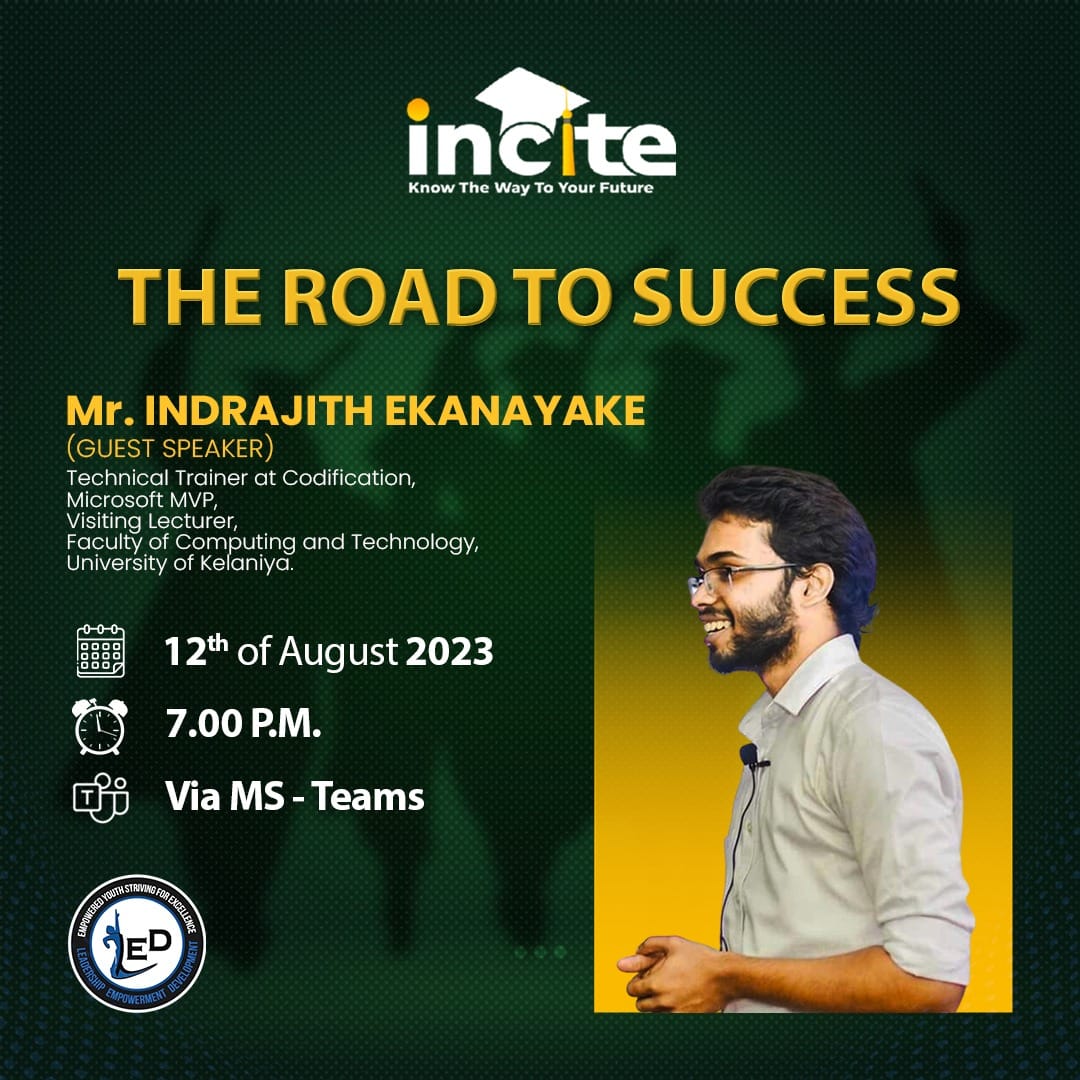 incite
Know The Way To Your Future
THE ROAD TO SUCCESS
Mr. INDRAJITH EKANAYAKE
(GUEST SPEAKER)
Technical Trainer at Codification,
Microsoft MVP,
Visiting Lecturer,
Faculty of Computing and Technology,
University of Kelaniya.
12th of August 2023
7.00 P.M.
T
Via MS - Teams
EMPOWERED YOUTH STRIVING FOR EXCELLENCE
LED
LEADERSHIP EMPOWERMENT DEVELOPMENT